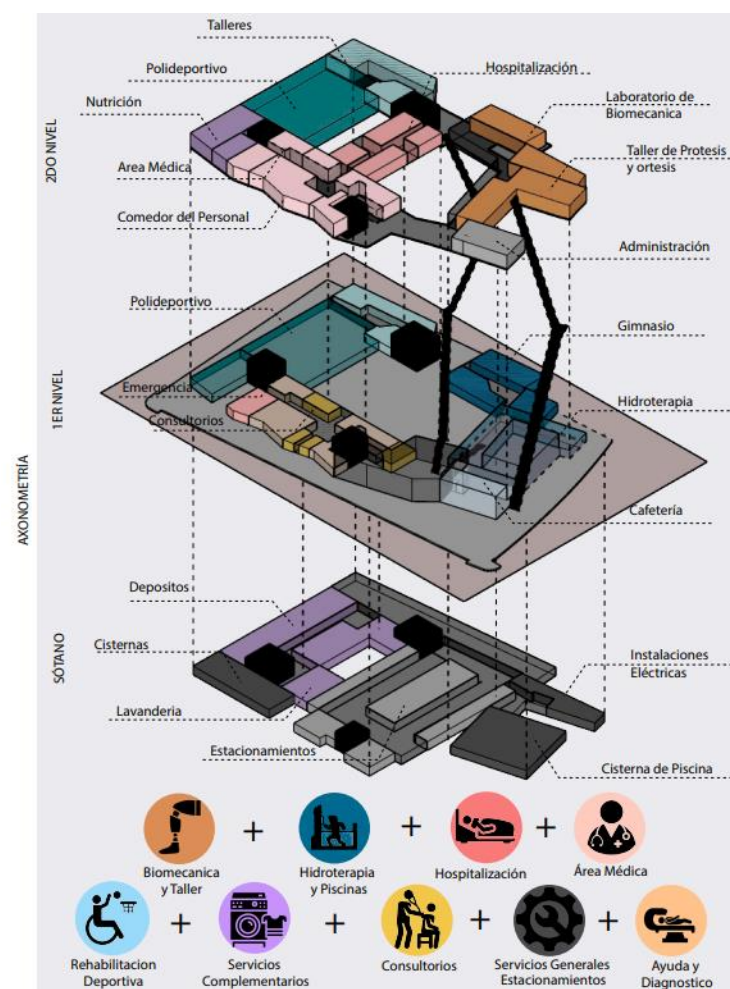 AXONOMETRÍA
2DO NIVEL
Talleres
Polideportivo
Hospitalización
Nutrición
Laboratorio de
Biomecanica
Area Médica
Taller de Protesis
y ortesis
Comedor del Personal
Administración
1ER NIVEL
Polideportivo
Gimnasio
Emergencia
Hidroterapia
Consultorios
Cafetería
SÓTANO
Depositos
Cisternas
Instalaciones
Eléctricas
Lavanderia
Estacionamientos
Cisterna de Piscina
Biomecanica
y Taller
+
Hidroterapia
y Piscinas
+
Hospitalización
+
Área Médica
Rehabilitacion
Deportiva
+
Servicios
Complementarios
+
Consultorios
+
Servicios Generales
Estacionamientos
+
Ayuda y
Diagnostico